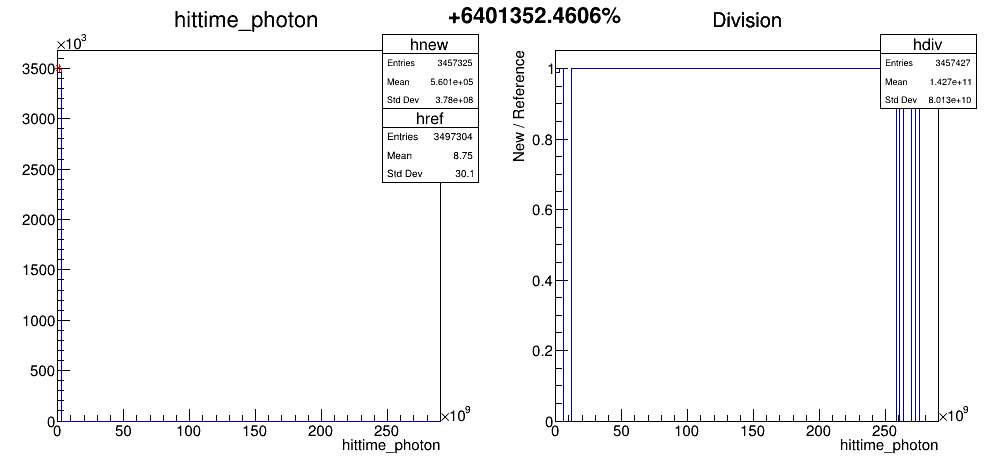 +6401352.4606%
hittime_photon
×10³
hnew
Entries 3457325
Mean 5.601e+05
Std Dev 3.78e+08
href
Entries 3497304
Mean 8.75
Std Dev 30.1
3500
3000
2500
2000
1500
1000
500
0
0 50 100 150 200 250
×10⁹
hittime_photon
Division
New / Reference
hdiv
Entries 3457427
Mean 1.427e+11
Std Dev 8.013e+10
1
0.8
0.6
0.4
0.2
0
0 50 100 150 200 250
×10⁹
hittime_photon